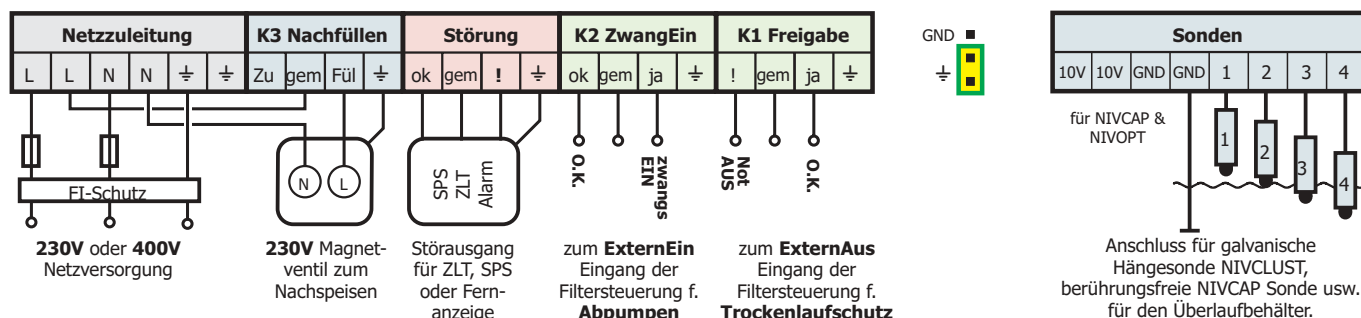 Netzzuleitung K3 Nachfüllen Störung K2 ZwangEin K1 Freigabe
L L N N ⏚ ⏚ Zu gem Fül ⏚ ok gem ! ⏚ ok gem ja ⏚ ! gem ja ⏚
FI-Schutz
N L
SPS
ZLT
Alarm
O.K.
zwangs
EIN
Not
AUS
O.K.
230V oder 400V
Netzversorgung
230V Magnet-
ventil zum
Nachspeisen
Störausgang
für ZLT, SPS
oder Fern-
anzeige
zum ExternEin
Eingang der
Filtersteuerung f.
Abpumpen
zum ExternAus
Eingang der
Filtersteuerung f.
Trockenlaufschutz
GND
⏚
Sonden
10V 10V GND GND 1 2 3 4
für NIVCAP &
NIVOPT
1
2
3
4
Anschluss für galvanische
Hängesonde NIVCLUST,
berührungsfreie NIVCAP Sonde usw.
für den Überlaufbehälter.